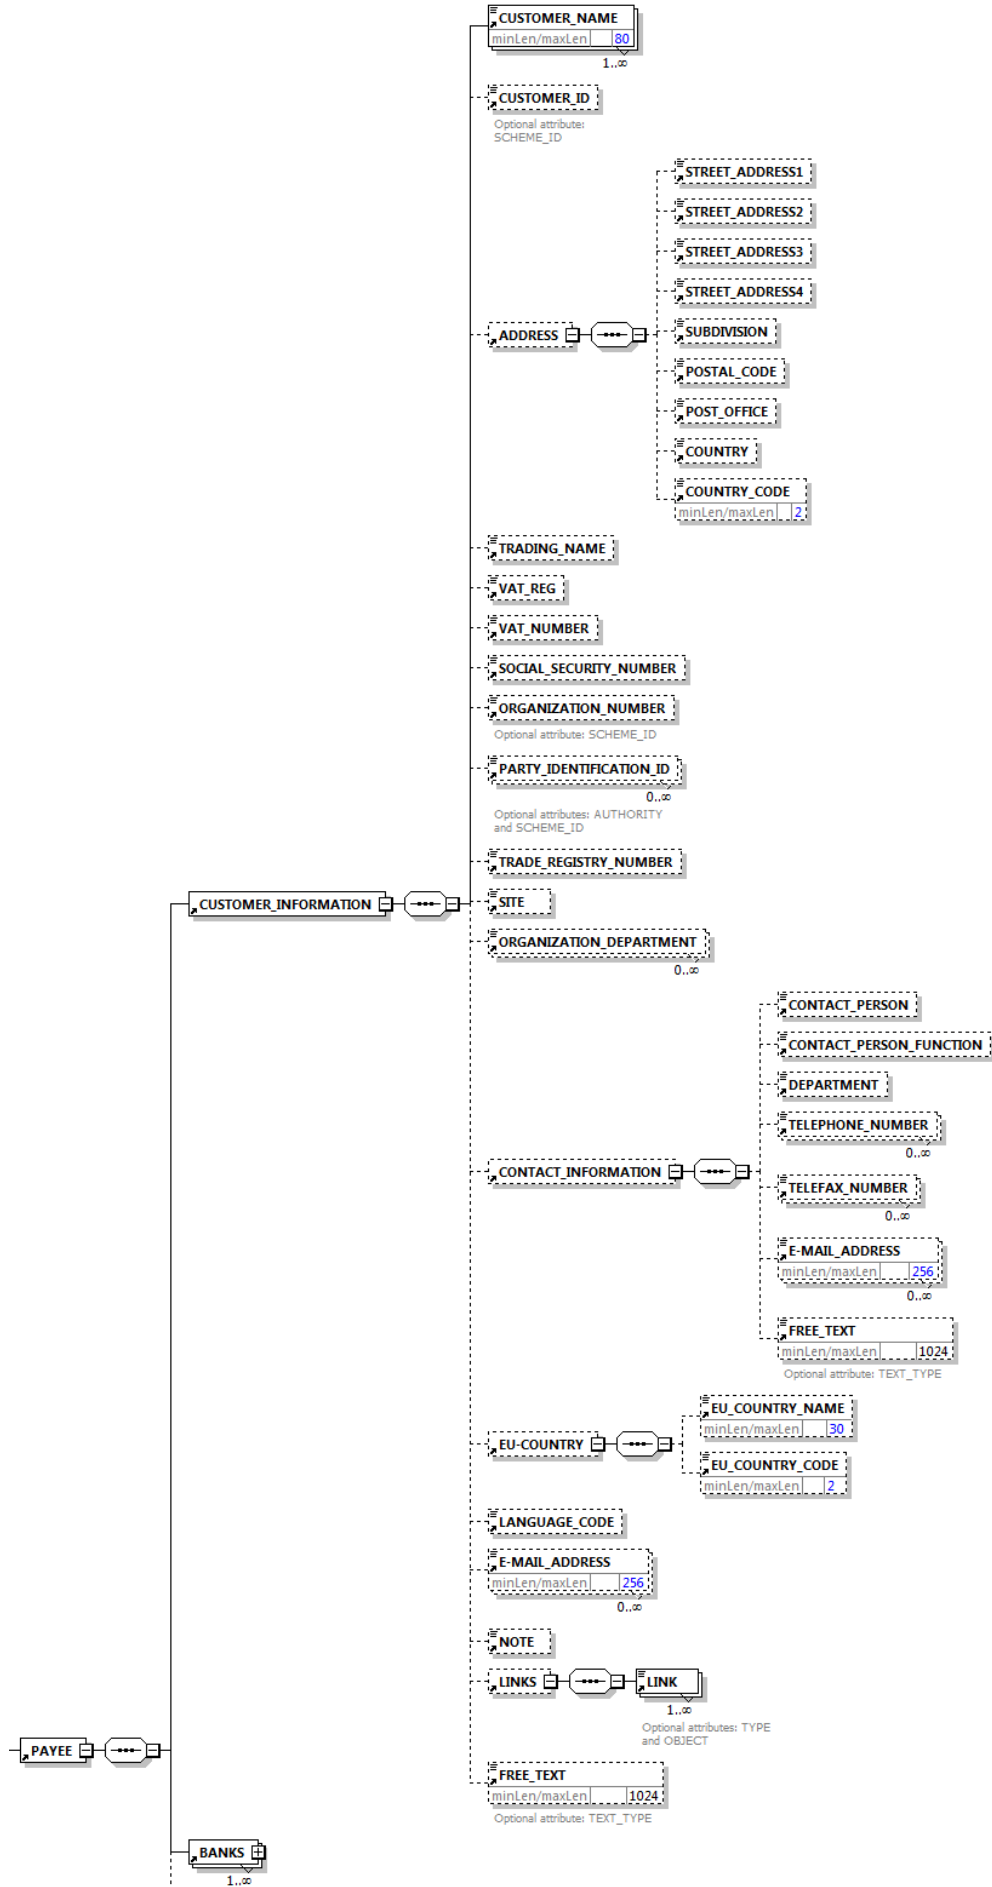 CUSTOMER_NAME
minLen/maxLen 80
1..∞
CUSTOMER_ID
Optional attribute:
SCHEME_ID
STREET_ADDRESS1
STREET_ADDRESS2
STREET_ADDRESS3
STREET_ADDRESS4
ADDRESS
SUBDIVISION
POSTAL_CODE
POST_OFFICE
COUNTRY
COUNTRY_CODE
minLen/maxLen 2
TRADING_NAME
VAT_REG
VAT_NUMBER
SOCIAL_SECURITY_NUMBER
ORGANIZATION_NUMBER
Optional attribute: SCHEME_ID
PARTY_IDENTIFICATION_ID
0..∞
Optional attributes: AUTHORITY
and SCHEME_ID
TRADE_REGISTRY_NUMBER
CUSTOMER_INFORMATION
SITE
ORGANIZATION_DEPARTMENT
0..∞
CONTACT_PERSON
CONTACT_PERSON_FUNCTION
DEPARTMENT
TELEPHONE_NUMBER
0..∞
CONTACT_INFORMATION
TELEFAX_NUMBER
0..∞
E-MAIL_ADDRESS
minLen/maxLen 256
0..∞
FREE_TEXT
minLen/maxLen 1024
Optional attribute: TEXT_TYPE
EU_COUNTRY_NAME
minLen/maxLen 30
EU-COUNTRY
EU_COUNTRY_CODE
minLen/maxLen 2
LANGUAGE_CODE
E-MAIL_ADDRESS
minLen/maxLen 256
0..∞
NOTE
LINKS
LINK
1..∞
Optional attributes: TYPE
and OBJECT
PAYEE
FREE_TEXT
minLen/maxLen 1024
Optional attribute: TEXT_TYPE
BANKS
1..∞